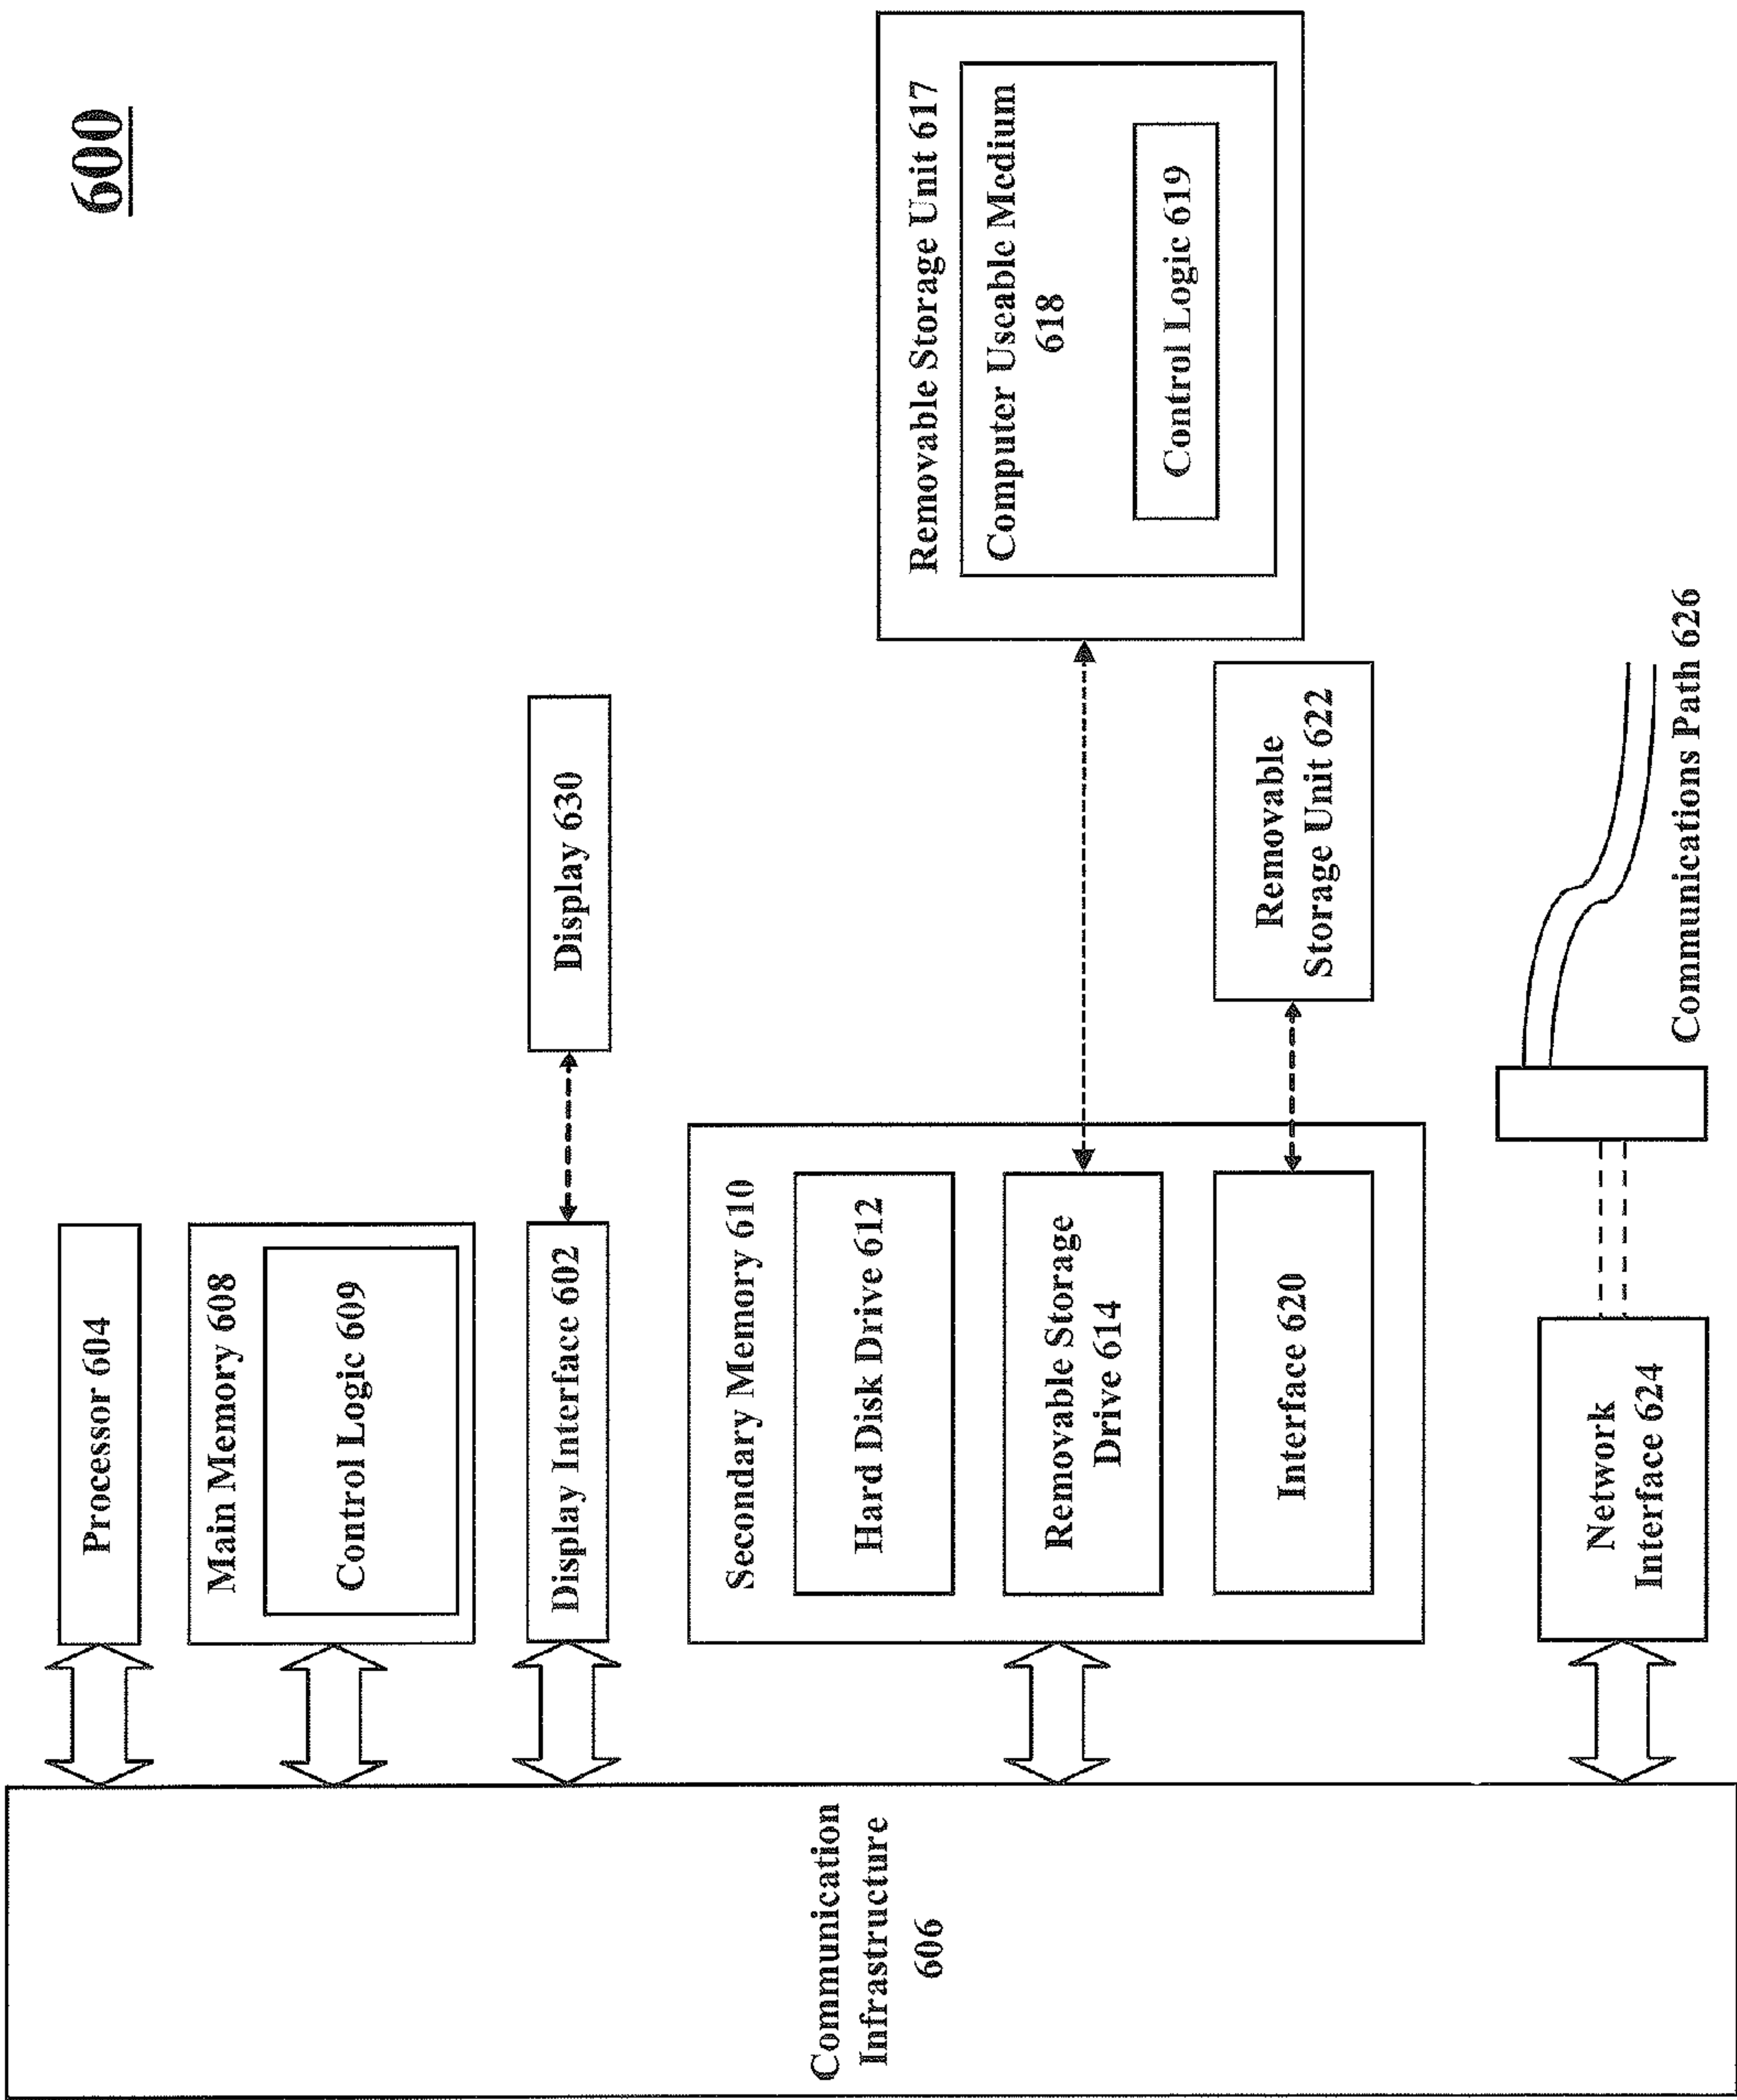 600
Processor 604
Main Memory 608
Control Logic 609
Display Interface 602
Display 630
Secondary Memory 610
Hard Disk Drive 612
Removable Storage
Drive 614
Interface 620
Removable Storage Unit 617
Computer Useable Medium
618
Control Logic 619
Removable
Storage Unit 622
Network
Interface 624
Communications Path 626
Communication
Infrastructure
606